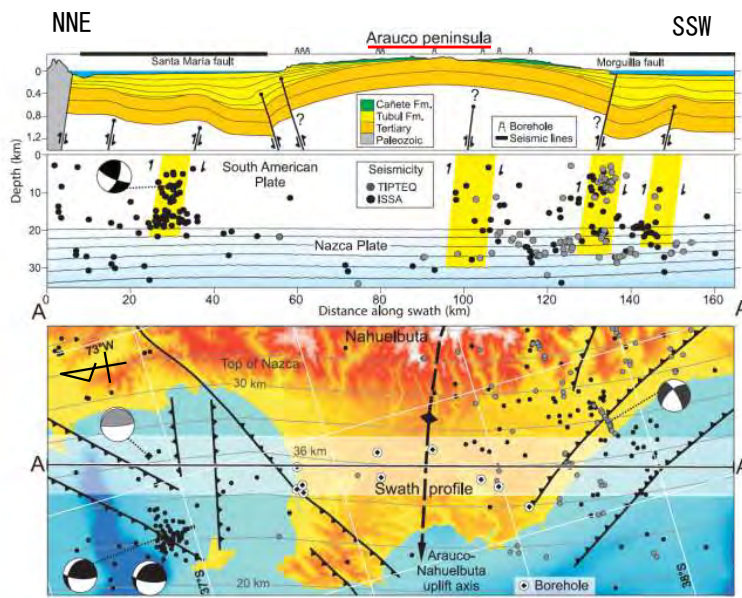 NNE
Arauco peninsula
SSW
Santa María fault
Morguilla fault
0
0.4
0.8
1.2
?
?
?
Cañete Fm.
Tubul Fm.
Tertiary
Paleozoic
Borehole
Seismic lines
Depth (km)
0
10
20
30
South American
Plate
Seismicity
TIPTEQ
ISSA
Nazca Plate
0 20 40 60 80 100 120 140 160
A Distance along swath (km) A
73°W
Nahuelbuta
Top of Nazca
30 km
36 km
A A
Swath profile
37°S
20 km
Arauco-
Nahuelbuta
uplift axis
Borehole
38°S